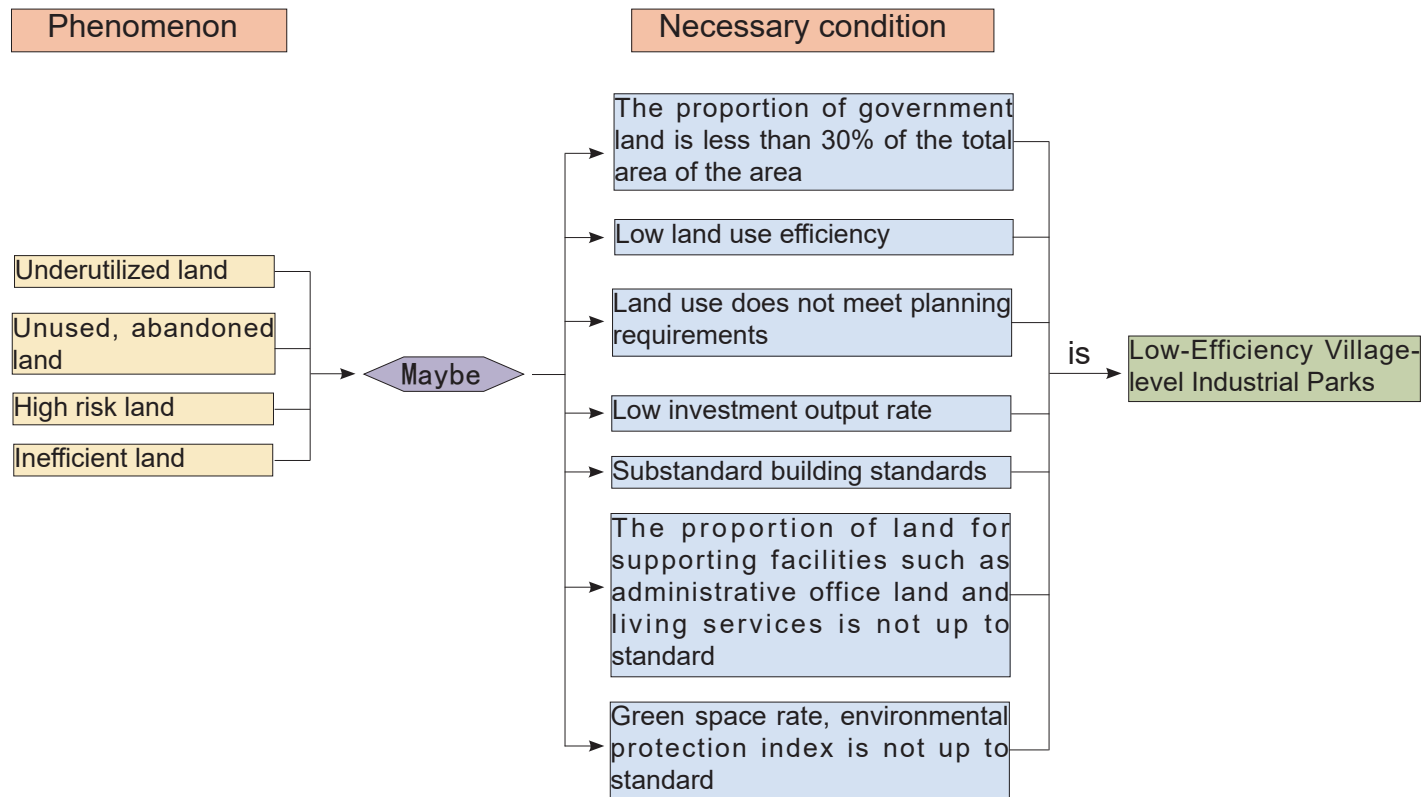 Phenomenon
Necessary condition
Underutilized land
Unused, abandoned
land
High risk land
Inefficient land
Maybe
The proportion of government
land is less than 30% of the total
area of the area
Low land use efficiency
Land use does not meet planning
requirements
Low investment output rate
Substandard building standards
The proportion of land for
supporting facilities such as
administrative office land and
living services is not up to
standard
Green space rate, environmental
protection index is not up to
standard
is
Low-Efficiency Village-
level Industrial Parks